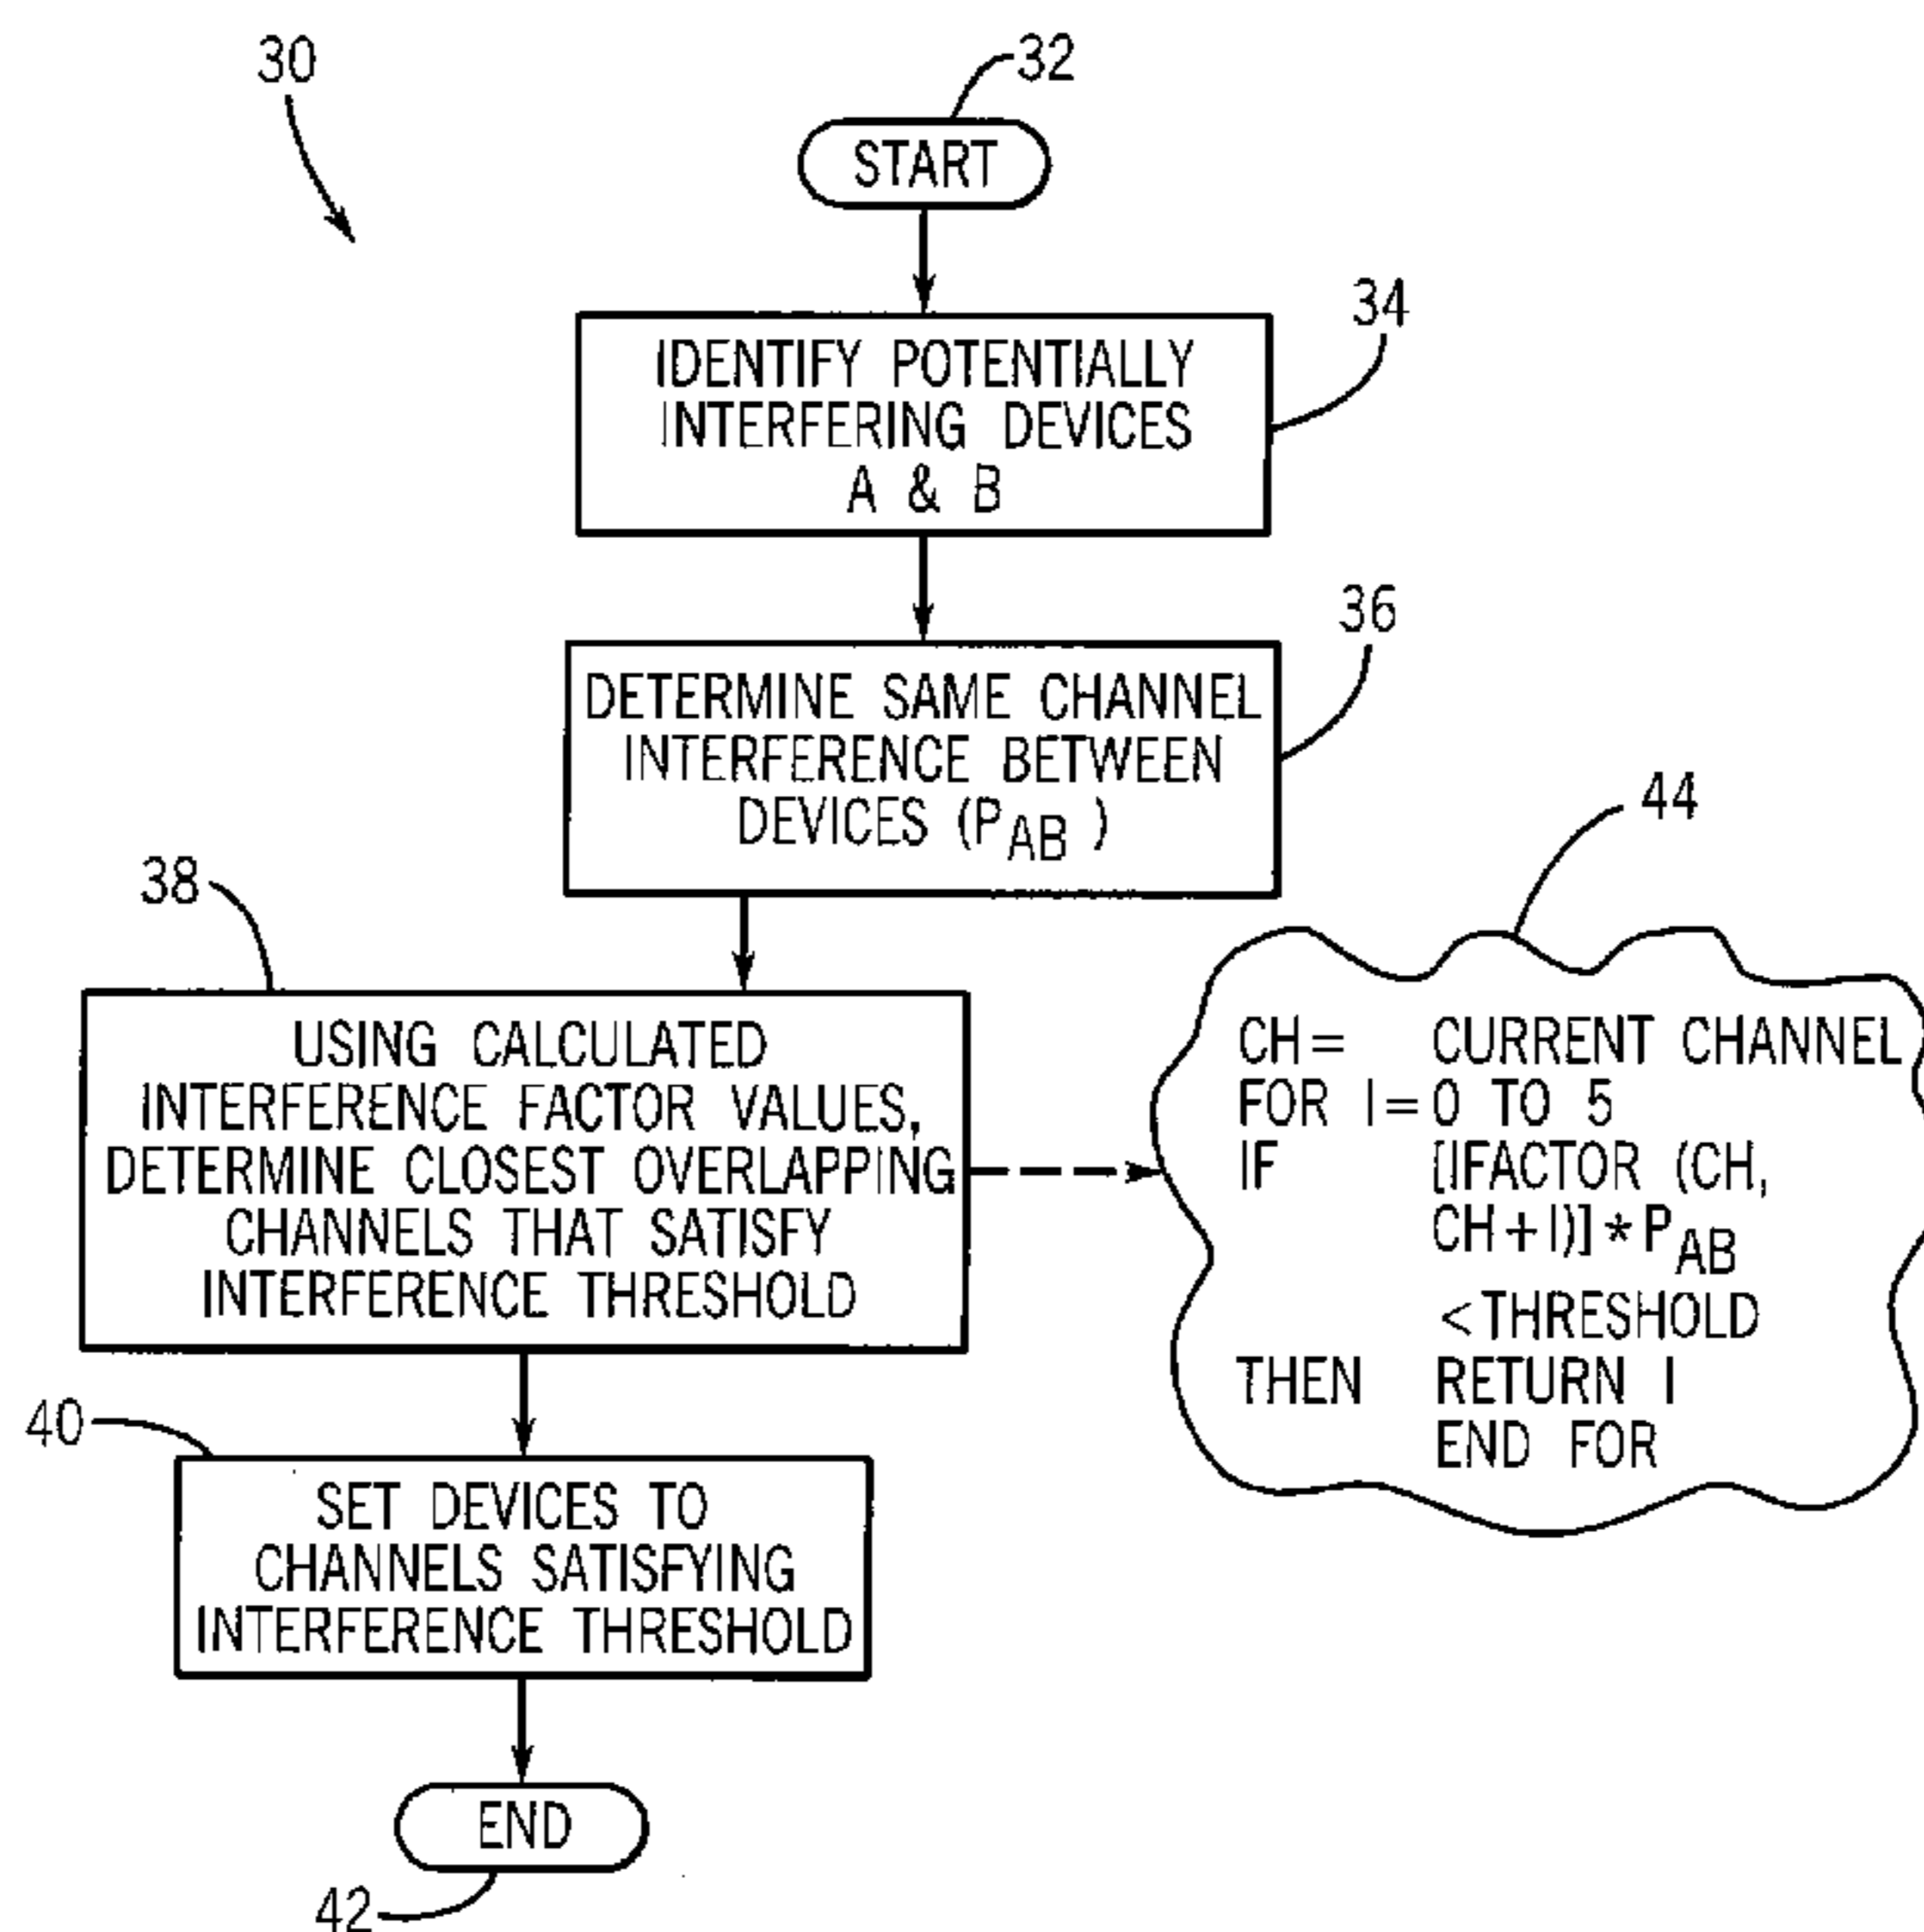 30
32
START
34
IDENTIFY POTENTIALLY
INTERFERING DEVICES
A & B
36
DETERMINE SAME CHANNEL
INTERFERENCE BETWEEN
DEVICES (PAB)
38
USING CALCULATED
INTERFERENCE FACTOR VALUES,
DETERMINE CLOSEST OVERLAPPING
CHANNELS THAT SATISFY
INTERFERENCE THRESHOLD
44
CH= CURRENT CHANNEL
FOR I=0 TO 5
IF [IFACTOR (CH,
CH+I)]*PAB
<THRESHOLD
THEN RETURN I
END FOR
40
SET DEVICES TO
CHANNELS SATISFYING
INTERFERENCE THRESHOLD
END
42